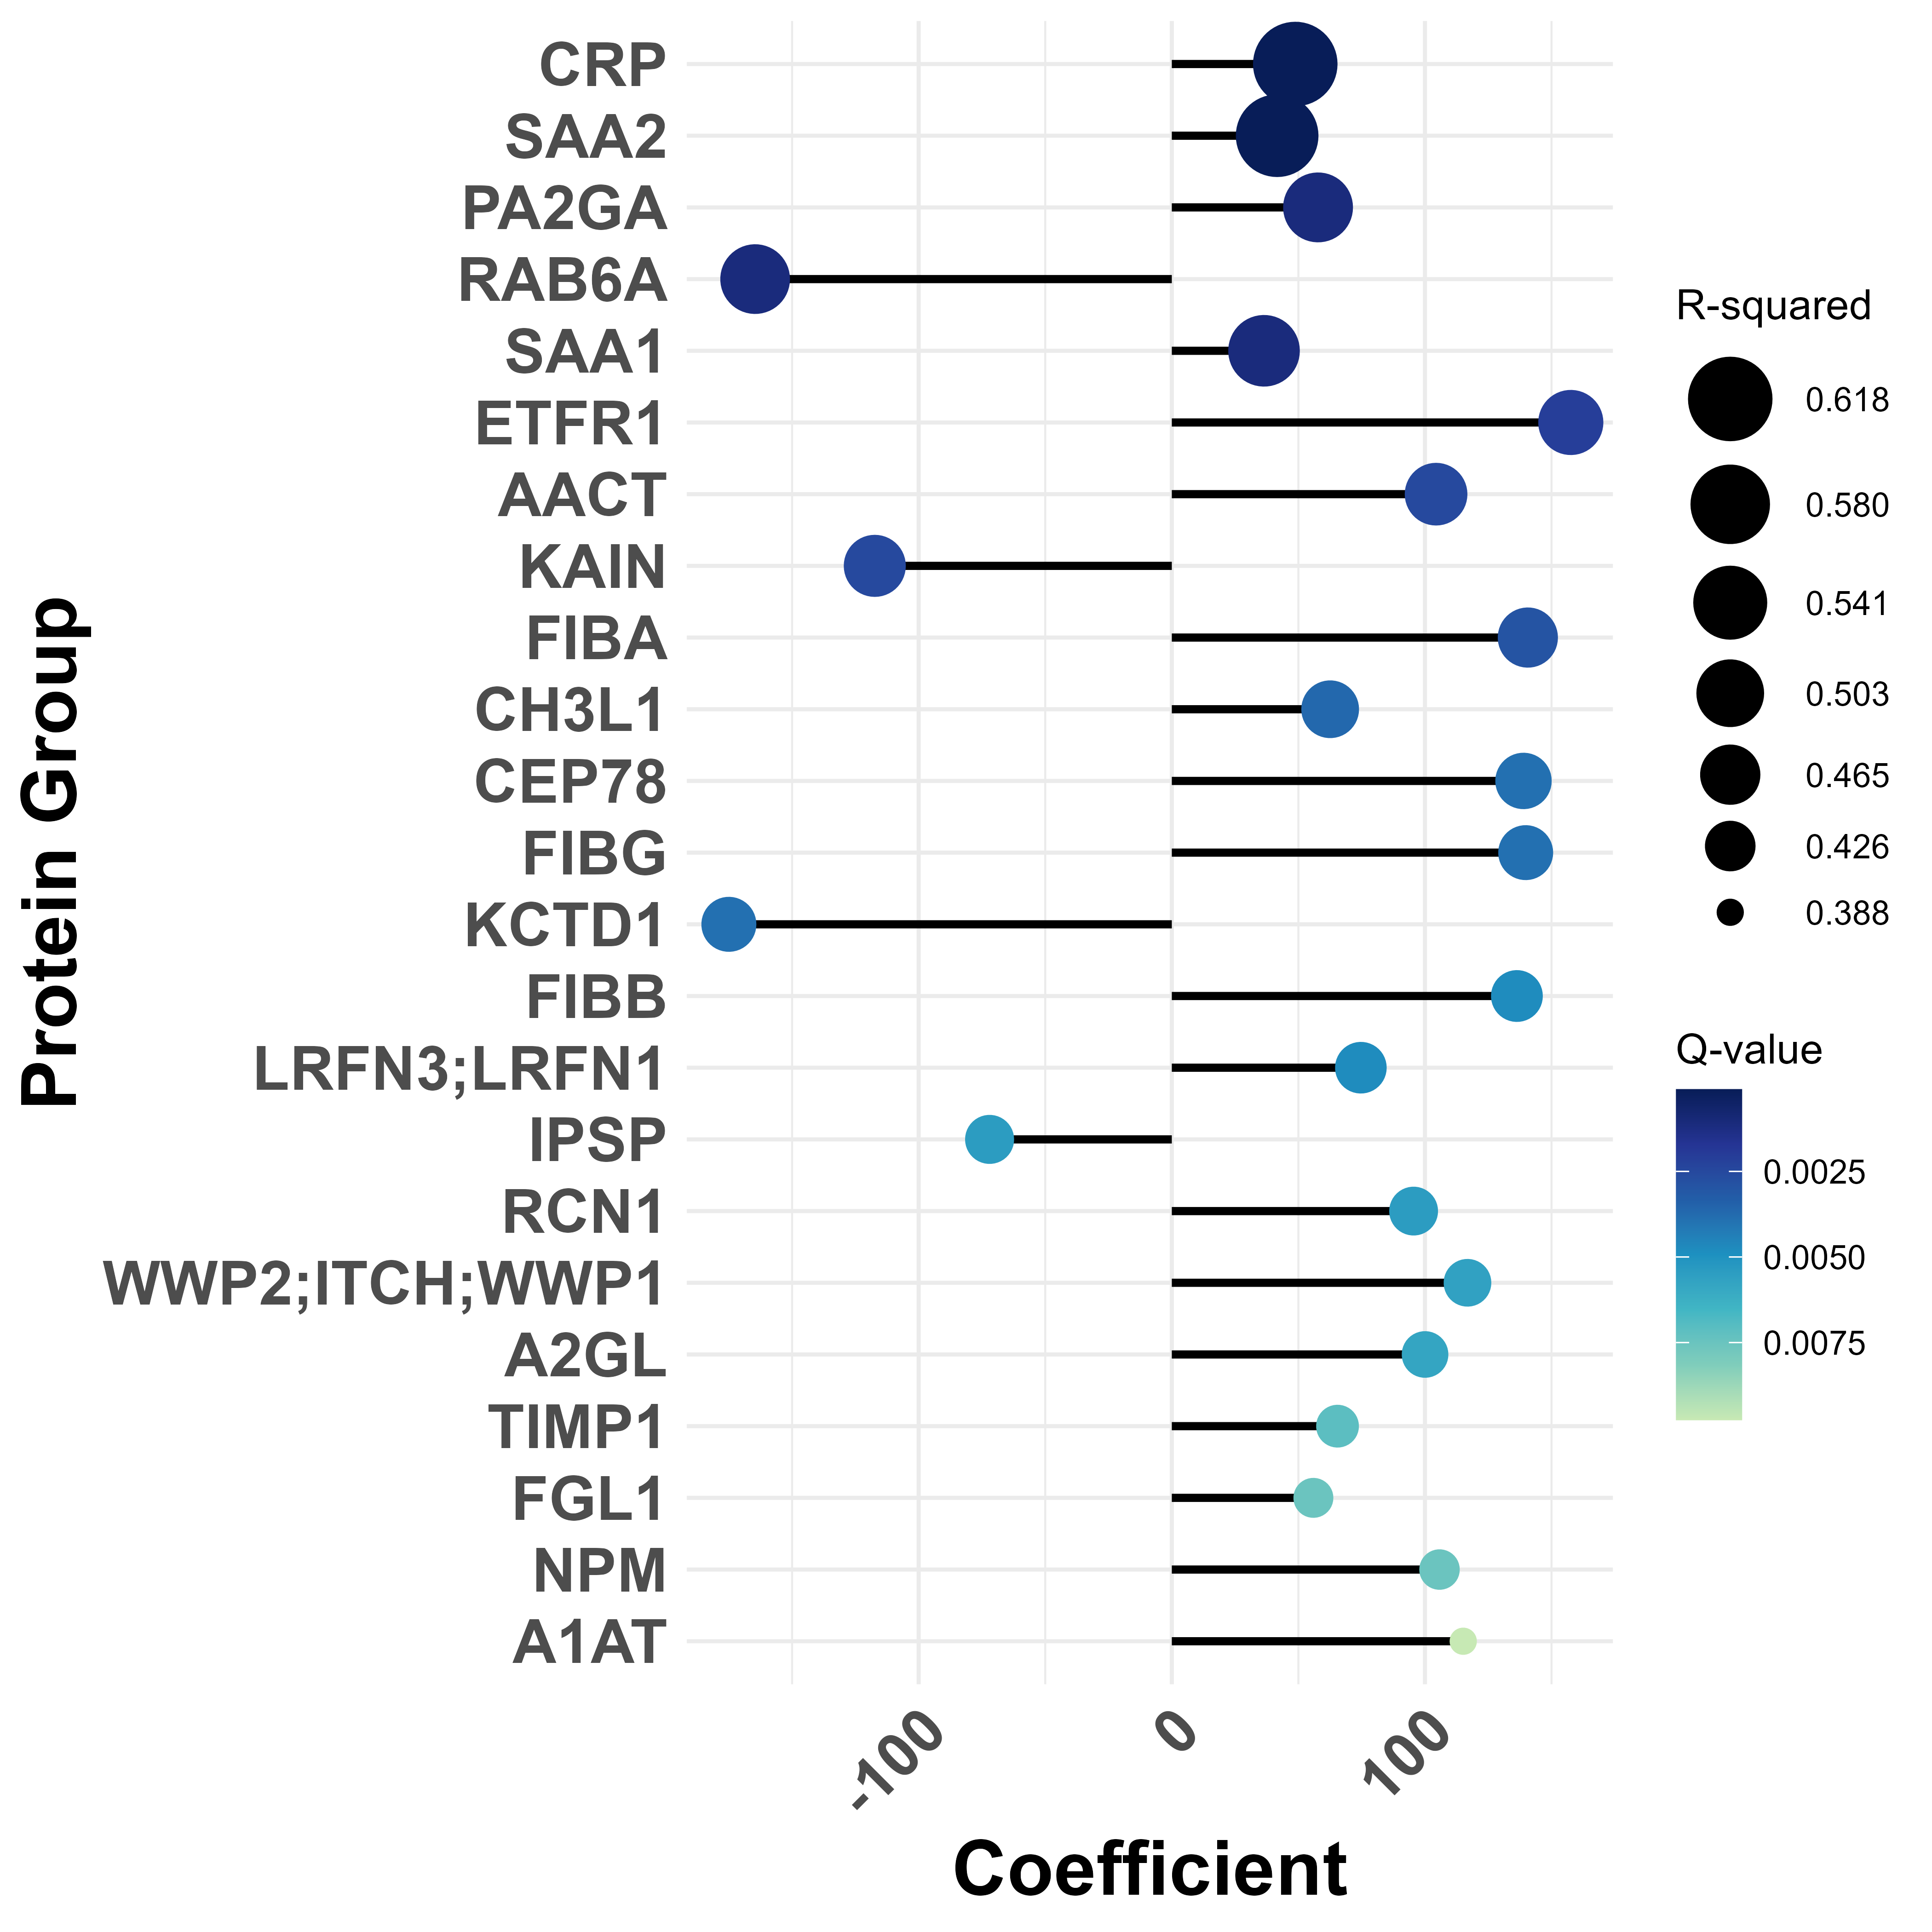 CRP
SAA2
PA2GA
RAB6A
SAA1
ETFR1
AACT
KAIN
FIBA
CH3L1
CEP78
FIBG
KCTD1
FIBB
LRFN3;LRFN1
IPSP
RCN1
WWP2;ITCH;WWP1
A2GL
TIMP1
FGL1
NPM
A1AT
Protein Group
-100
0
100
Coefficient
R-squared
0.618
0.580
0.541
0.503
0.465
0.426
0.388
Q-value
0.0025
0.0050
0.0075